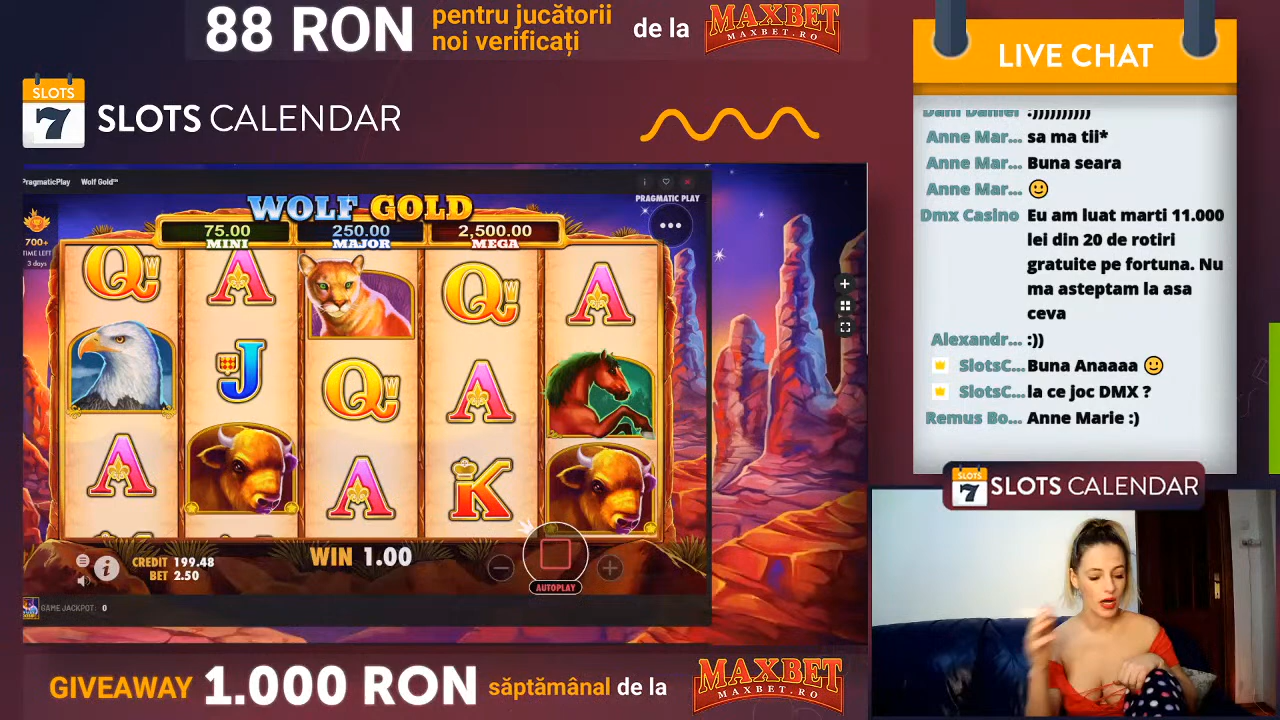 88 RON pentru jucătorii
noi verificați
de la MAXBET
MAXBET.RO
SLOTS
7
SLOTS CALENDAR
PragmaticPlay Wolf Gold™
PRAGMATIC PLAY
WOLF GOLD
75.00 250.00 2,500.00
MINI MAJOR MEGA
700+
TIME LEFT
3 days
Q A Q A
J Q A
A A K
WIN 1.00
CREDIT 199.48
BET 2.50
AUTOPLAY
GAME JACKPOT: 0
GIVEAWAY 1.000 RON săptămânal de la MAXBET
MAXBET.RO
LIVE CHAT
Dani Daniel :))))))))))
Anne Mar... sa ma tii*
Anne Mar... Buna seara
Anne Mar... 🙂
Dmx Casino Eu am luat marti 11.000
lei din 20 de rotiri
gratuite pe fortuna. Nu
ma asteptam la asa
ceva
Alexandr... :))
SlotsC... Buna Anaaaa 🙂
SlotsC... la ce joc DMX ?
Remus Bo... Anne Marie :)
SLOTS
7
SLOTS CALENDAR